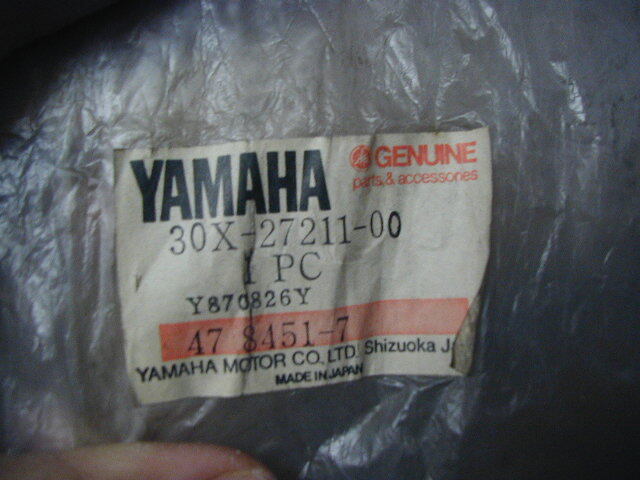 YAMAHA
GENUINE
parts & accessories
30X-27211-00
1 PC
Y870826Y
47 8451-7
YAMAHA MOTOR CO., LTD. Shizuoka
MADE IN JAPAN